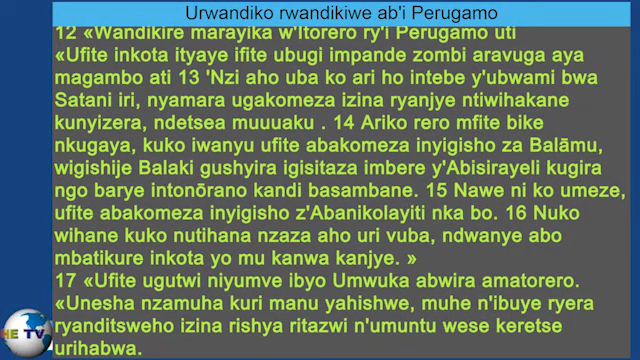 Urwandiko rwandikiwe ab'i Perugamo
12 «Wandikire marayika w'Itorero ry'i Perugamo uti
«Ufite inkota ityaye ifite ubugi impande zombi aravuga aya
magambo ati 13 'Nzi aho uba ko ari ho intebe y'ubwami bwa
Satani iri, nyamara ugakomeza izina ryanjye ntiwihakane
kunyizera, ndetsea muuuaku . 14 Ariko rero mfite bike
nkugaya, kuko iwanyu ufite abakomeza inyigisho za Balāmu,
wigishije Balaki gushyira igisitaza imbere y'Abisirayeli kugira
ngo barye intonōrano kandi basambane. 15 Nawe ni ko umeze,
ufite abakomeza inyigisho z'Abanikolayiti nka bo. 16 Nuko
wihane kuko nutihana nzaza aho uri vuba, ndwanye abo
mbatikure inkota yo mu kanwa kanjye. »
17 «Ufite ugutwi niyumve ibyo Umwuka abwira amatorero.
«Unesha nzamuha kuri manu yahishwe, muhe n'ibuye ryera
ryanditsweho izina rishya ritazwi n'umuntu wese keretse
urihabwa.
HE TV